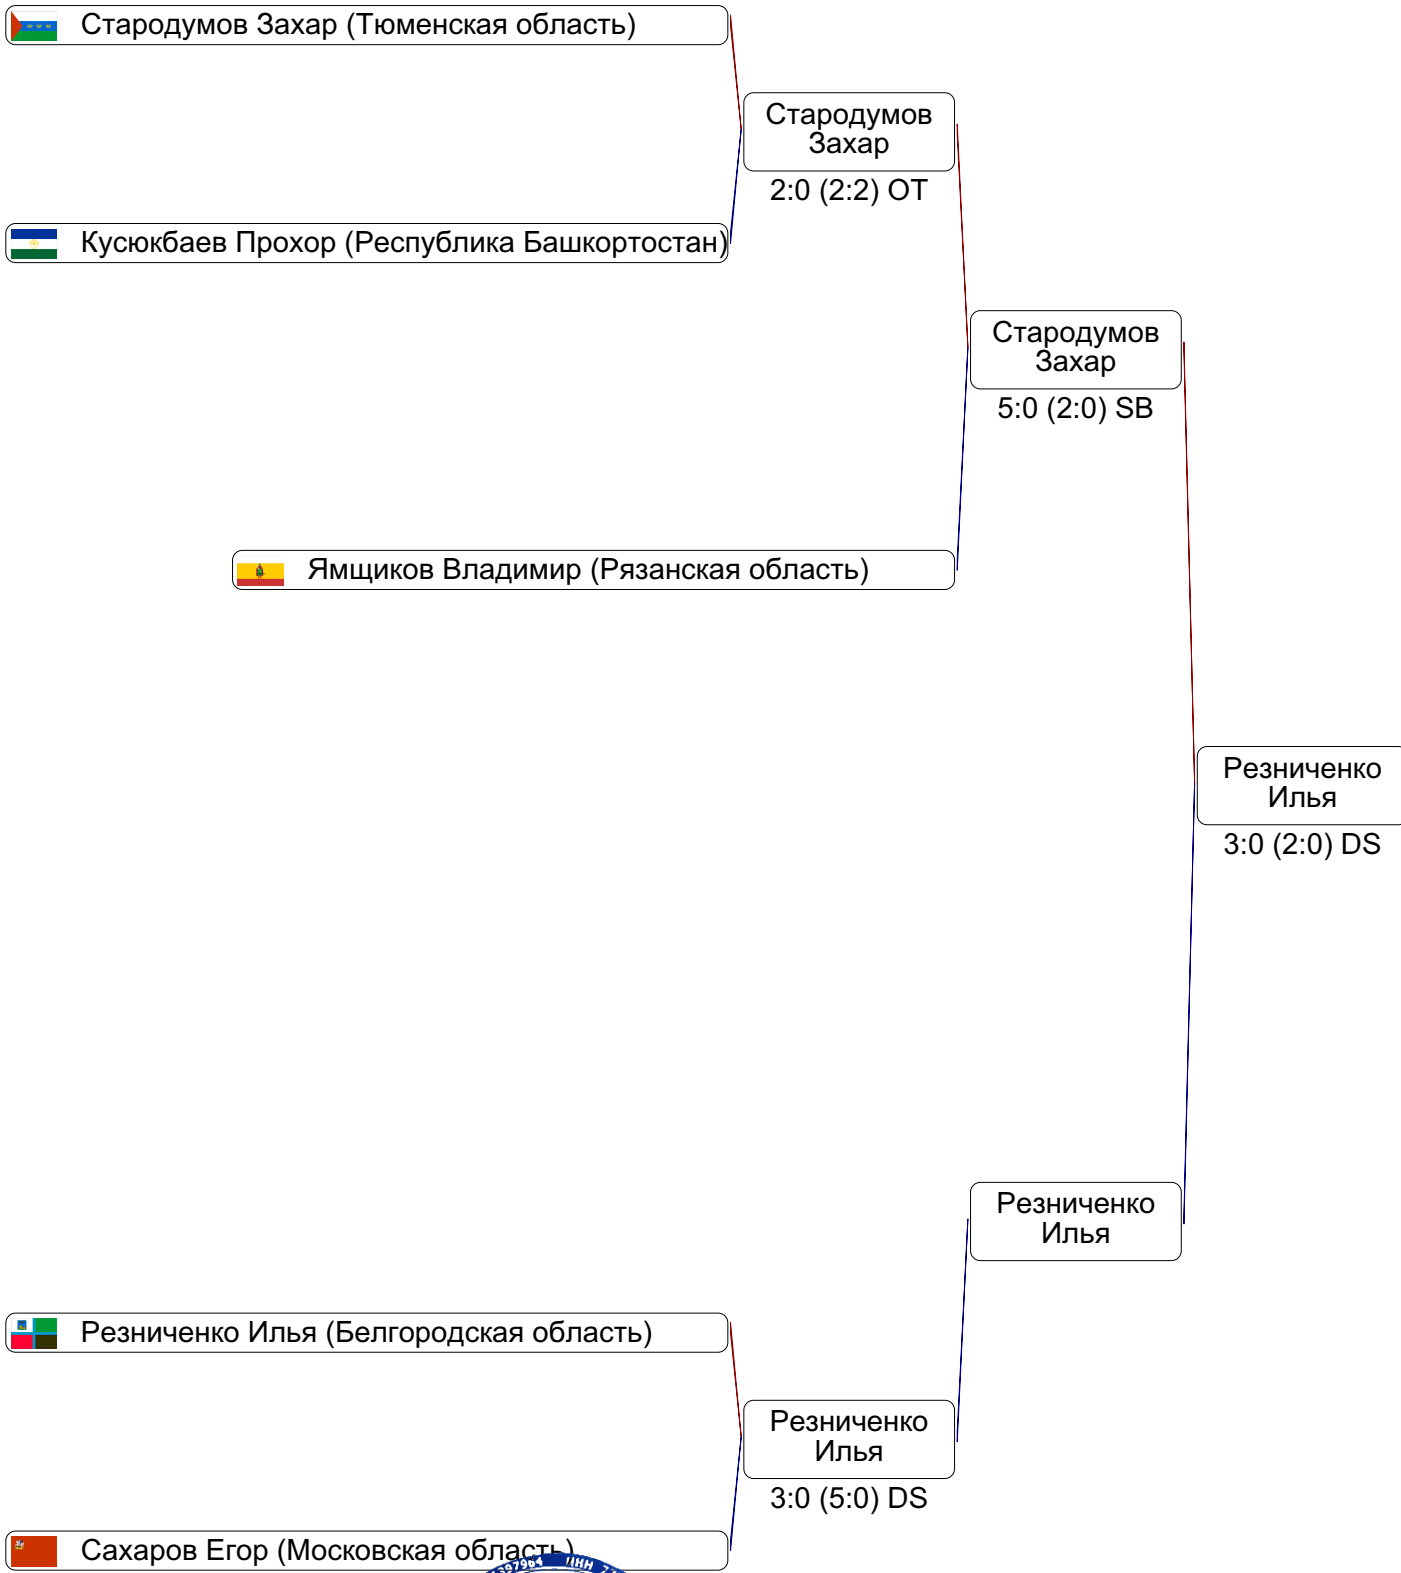 Стародумов Захар (Тюменская область)
Стародумов
Захар
2:0 (2:2) OT
Кусюкбаев Прохор (Республика Башкортостан)
Стародумов
Захар
5:0 (2:0) SB
Ямщиков Владимир (Рязанская область)
Резниченко
Илья
3:0 (2:0) DS
Резниченко
Илья
Резниченко Илья (Белгородская область)
Резниченко
Илья
3:0 (5:0) DS
Сахаров Егор (Московская область)
ИНН